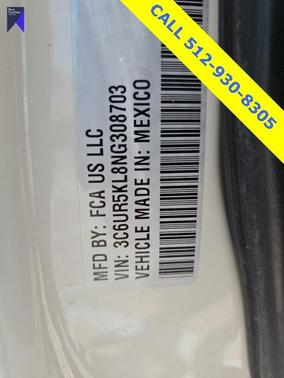 CALL 512-930-8305
MFD BY: FCA US LLC
VIN: 3C6UR5KL8NG308703
VEHICLE MADE IN: MEXICO